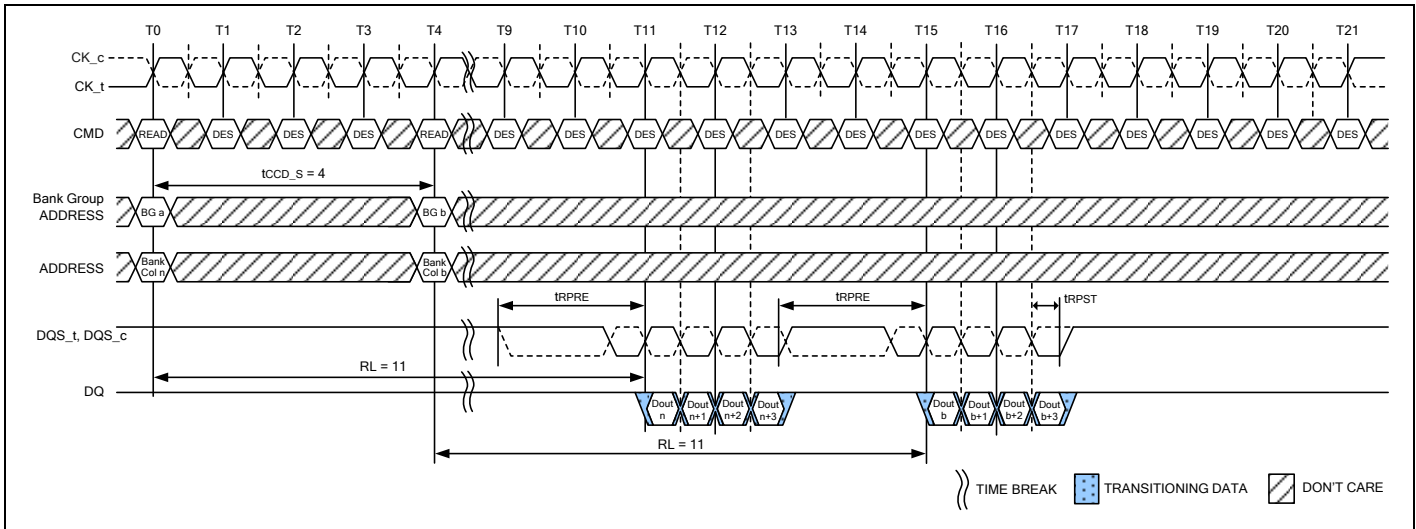 T0 T1 T2 T3 T4 T9 T10 T11 T12 T13 T14 T15 T16 T17 T18 T19 T20 T21
CK_c
CK_t
CMD READ DES DES DES READ DES DES DES DES DES DES DES DES DES DES DES DES DES
tCCD_S = 4
Bank Group
ADDRESS
BG a BG b
ADDRESS
Bank
Col n
Bank
Col b
tRPRE tRPRE tRPST
DQS_t, DQS_c
RL = 11
DQ
Dout
n
Dout
n+1
Dout
n+2
Dout
n+3
Dout
b
Dout
b+1
Dout
b+2
Dout
b+3
RL = 11
TIME BREAK TRANSITIONING DATA DON'T CARE